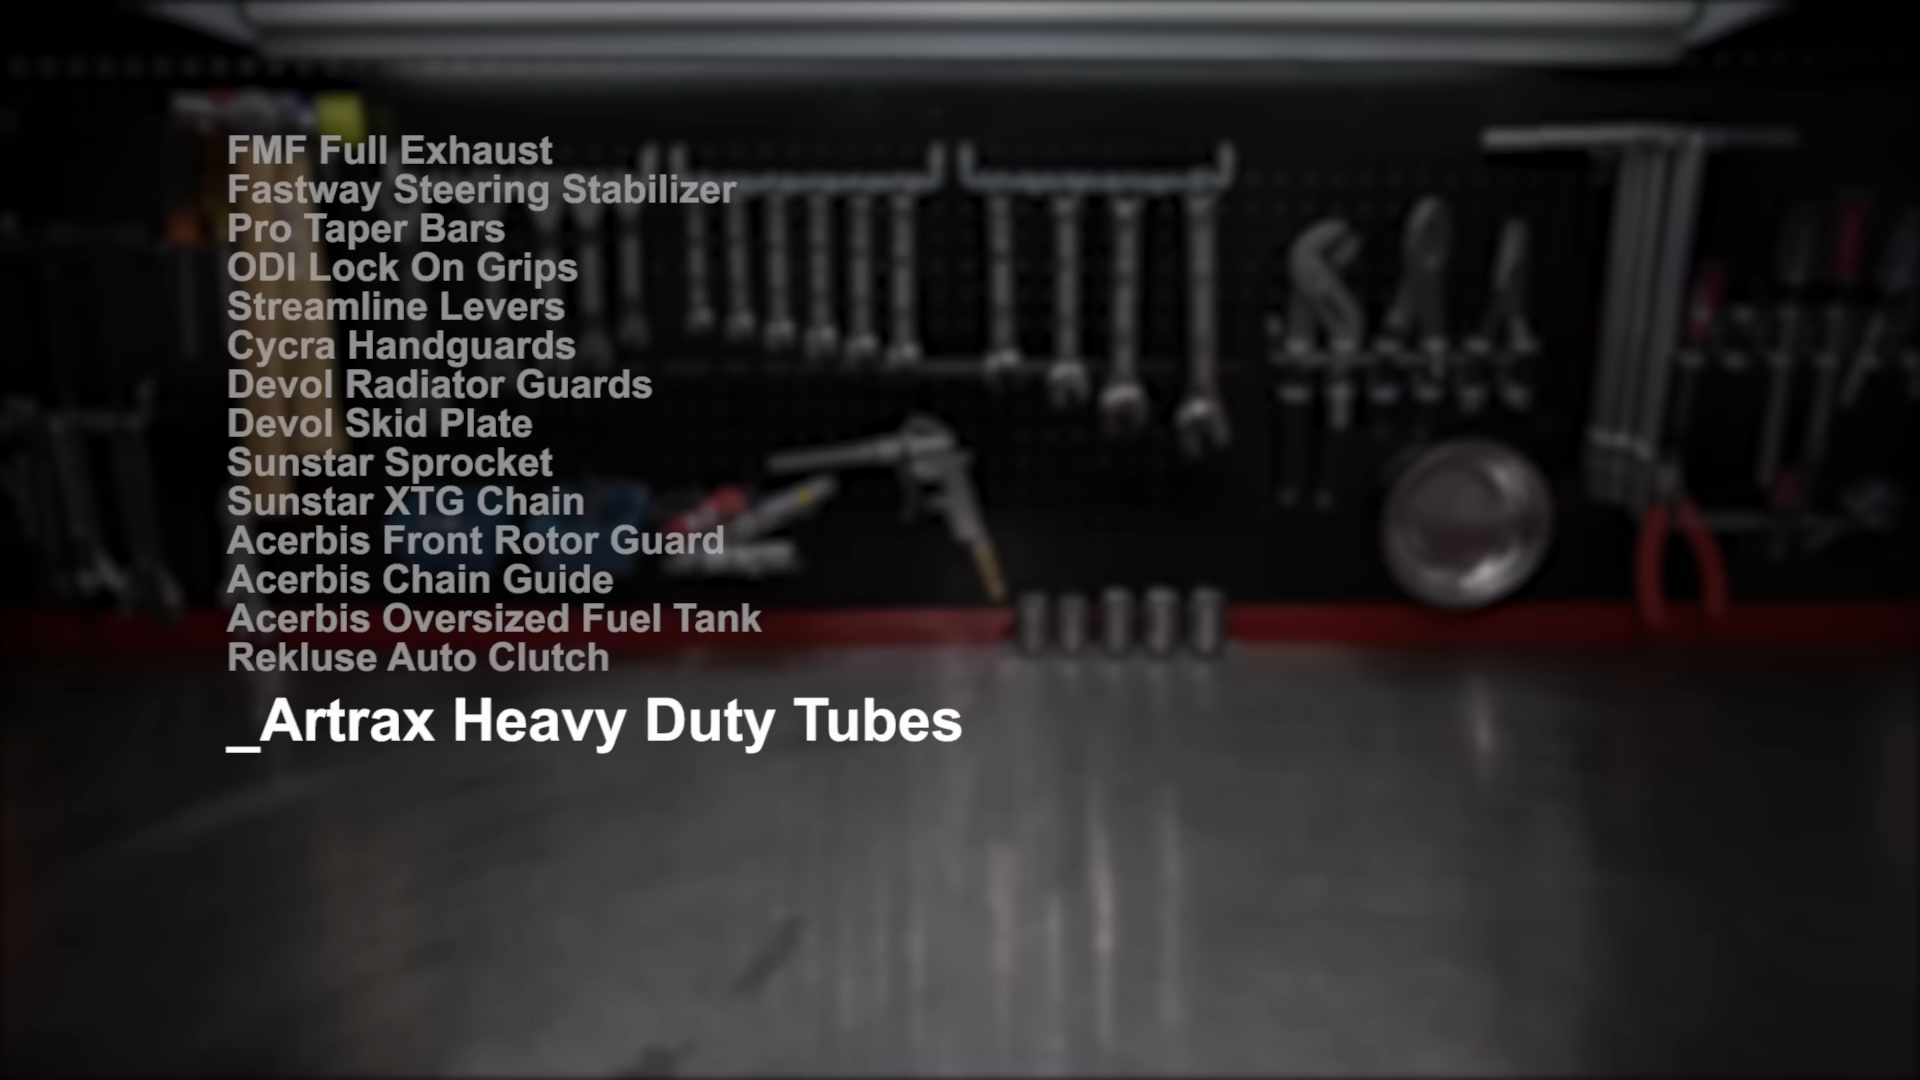 FMF Full Exhaust
Fastway Steering Stabilizer
Pro Taper Bars
ODI Lock On Grips
Streamline Levers
Cycra Handguards
Devol Radiator Guards
Devol Skid Plate
Sunstar Sprocket
Sunstar XTG Chain
Acerbis Front Rotor Guard
Acerbis Chain Guide
Acerbis Oversized Fuel Tank
Rekluse Auto Clutch
_Artrax Heavy Duty Tubes